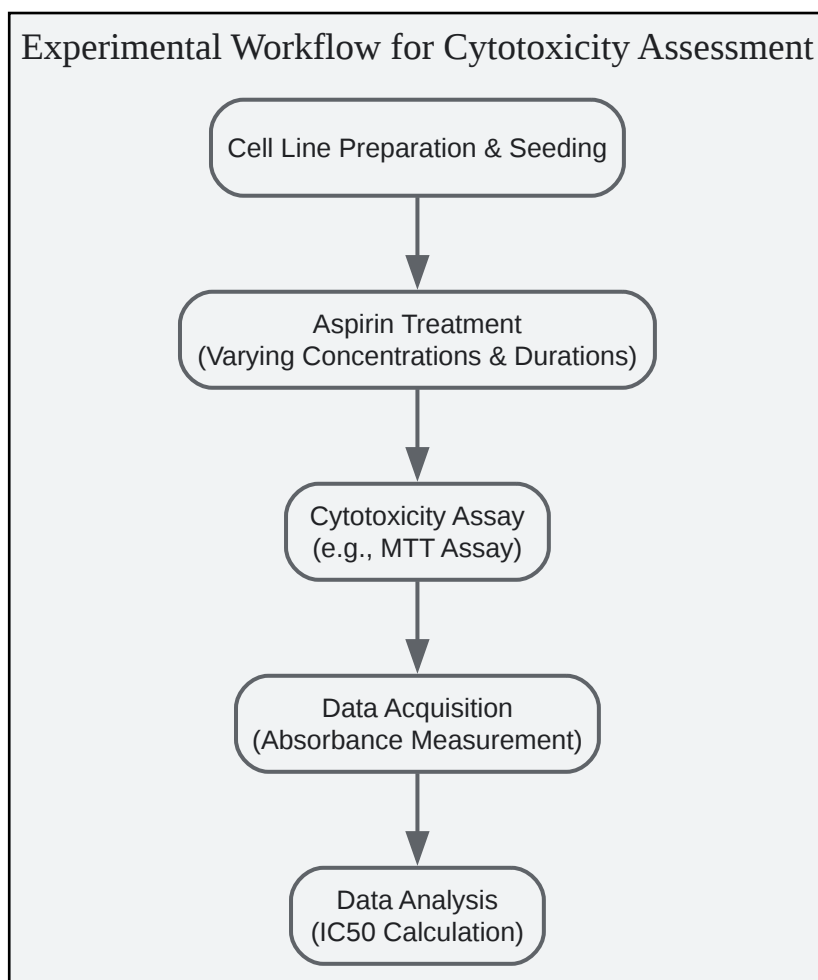 Experimental Workflow for Cytotoxicity Assessment
Cell Line Preparation & Seeding
Aspirin Treatment
(Varying Concentrations & Durations)
Cytotoxicity Assay
(e.g., MTT Assay)
Data Acquisition
(Absorbance Measurement)
Data Analysis
(IC50 Calculation)